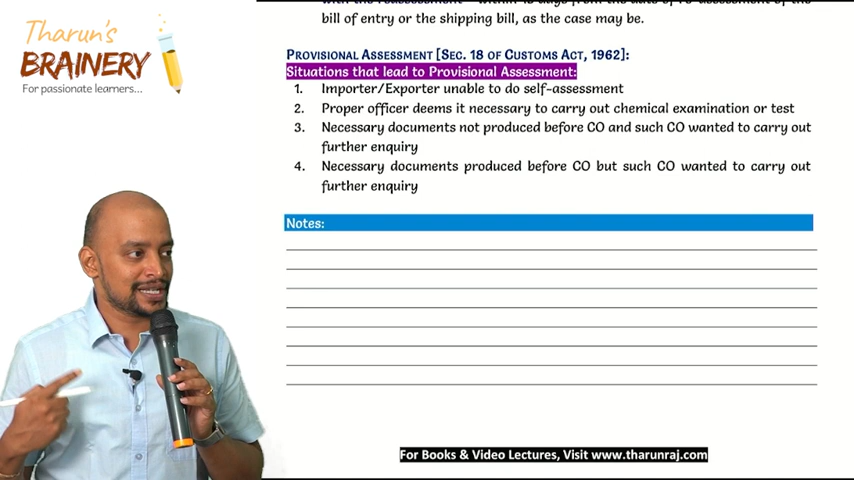 Tharun's
BRAINERY
For passionate learners...
bill of entry or the shipping bill, as the case may be.
PROVISIONAL ASSESSMENT [SEC. 18 OF CUSTOMS ACT, 1962]:
Situations that lead to Provisional Assessment:
1. Importer/Exporter unable to do self-assessment
2. Proper officer deems it necessary to carry out chemical examination or test
3. Necessary documents not produced before CO and such CO wanted to carry out
further enquiry
4. Necessary documents produced before CO but such CO wanted to carry out
further enquiry
Notes:
For Books & Video Lectures, Visit www.tharunraj.com